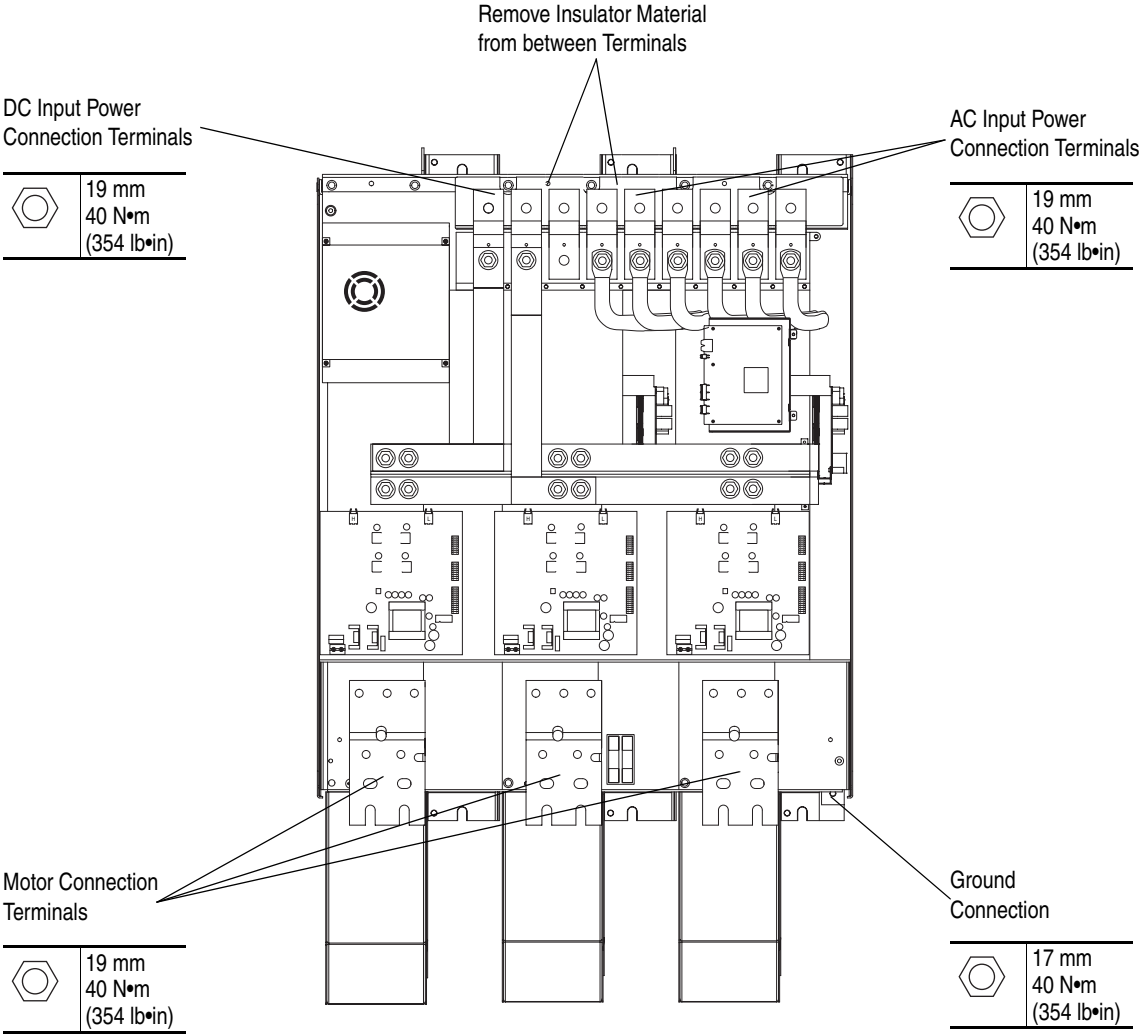 Remove Insulator Material
from between Terminals
DC Input Power
Connection Terminals
19 mm
40 N•m
(354 lb•in)
AC Input Power
Connection Terminals
19 mm
40 N•m
(354 lb•in)
H
L
H
L
H
L
Motor Connection
Terminals
19 mm
40 N•m
(354 lb•in)
Ground
Connection
17 mm
40 N•m
(354 lb•in)